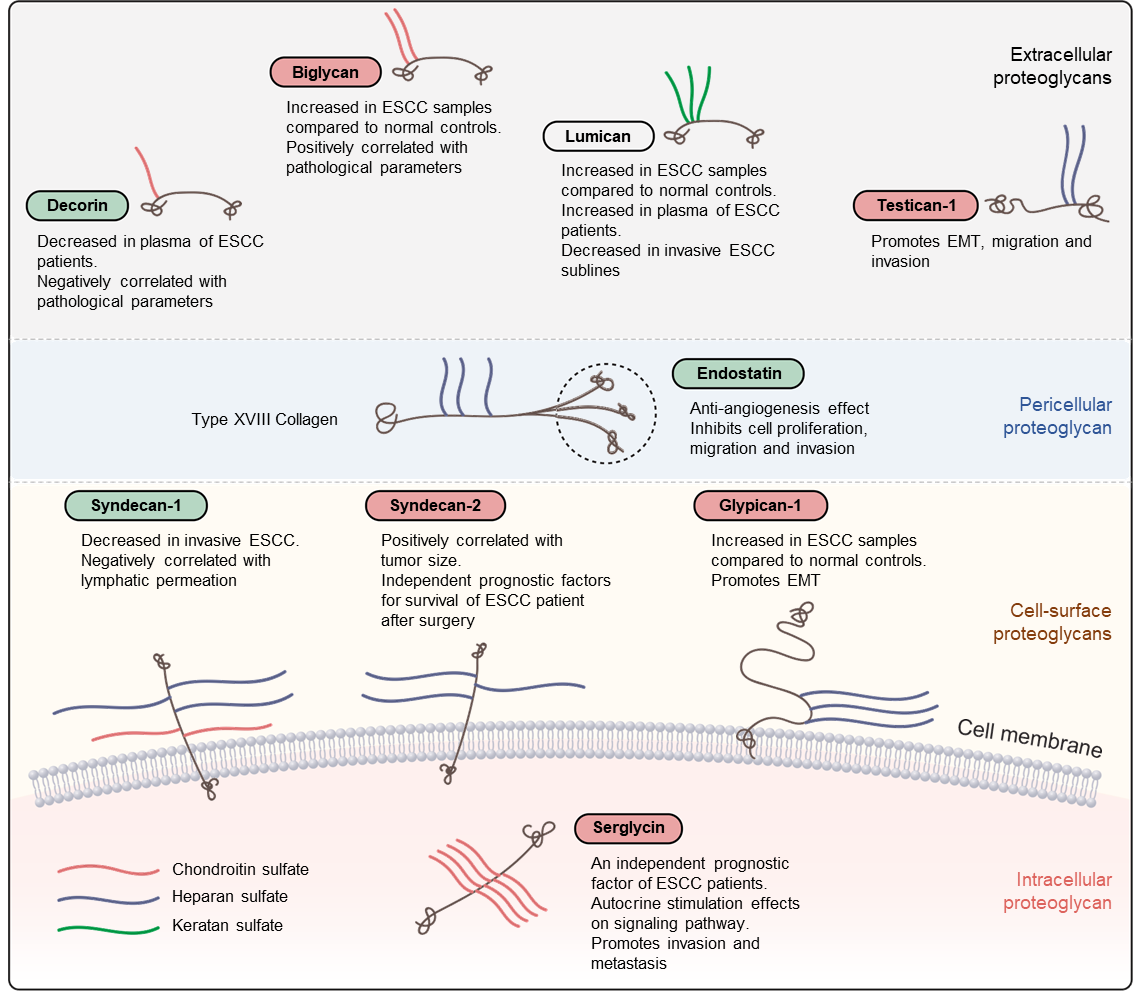 Extracellular
proteoglycans
Biglycan
Increased in ESCC samples
compared to normal controls.
Positively correlated with
pathological parameters
Lumican
Increased in ESCC samples
compared to normal controls.
Increased in plasma of ESCC
patients.
Decreased in invasive ESCC
sublines
Decorin
Decreased in plasma of ESCC
patients.
Negatively correlated with
pathological parameters
Testican-1
Promotes EMT, migration and
invasion
Type XVIII Collagen
Endostatin
Anti-angiogenesis effect
Inhibits cell proliferation,
migration and invasion
Pericellular
proteoglycan
Syndecan-1
Decreased in invasive ESCC.
Negatively correlated with
lymphatic permeation
Syndecan-2
Positively correlated with
tumor size.
Independent prognostic factors
for survival of ESCC patient
after surgery
Glypican-1
Increased in ESCC samples
compared to normal controls.
Promotes EMT
Cell-surface
proteoglycans
Cell membrane
Serglycin
An independent prognostic
factor of ESCC patients.
Autocrine stimulation effects
on signaling pathway.
Promotes invasion and
metastasis
Intracellular
proteoglycan
Chondroitin sulfate
Heparan sulfate
Keratan sulfate